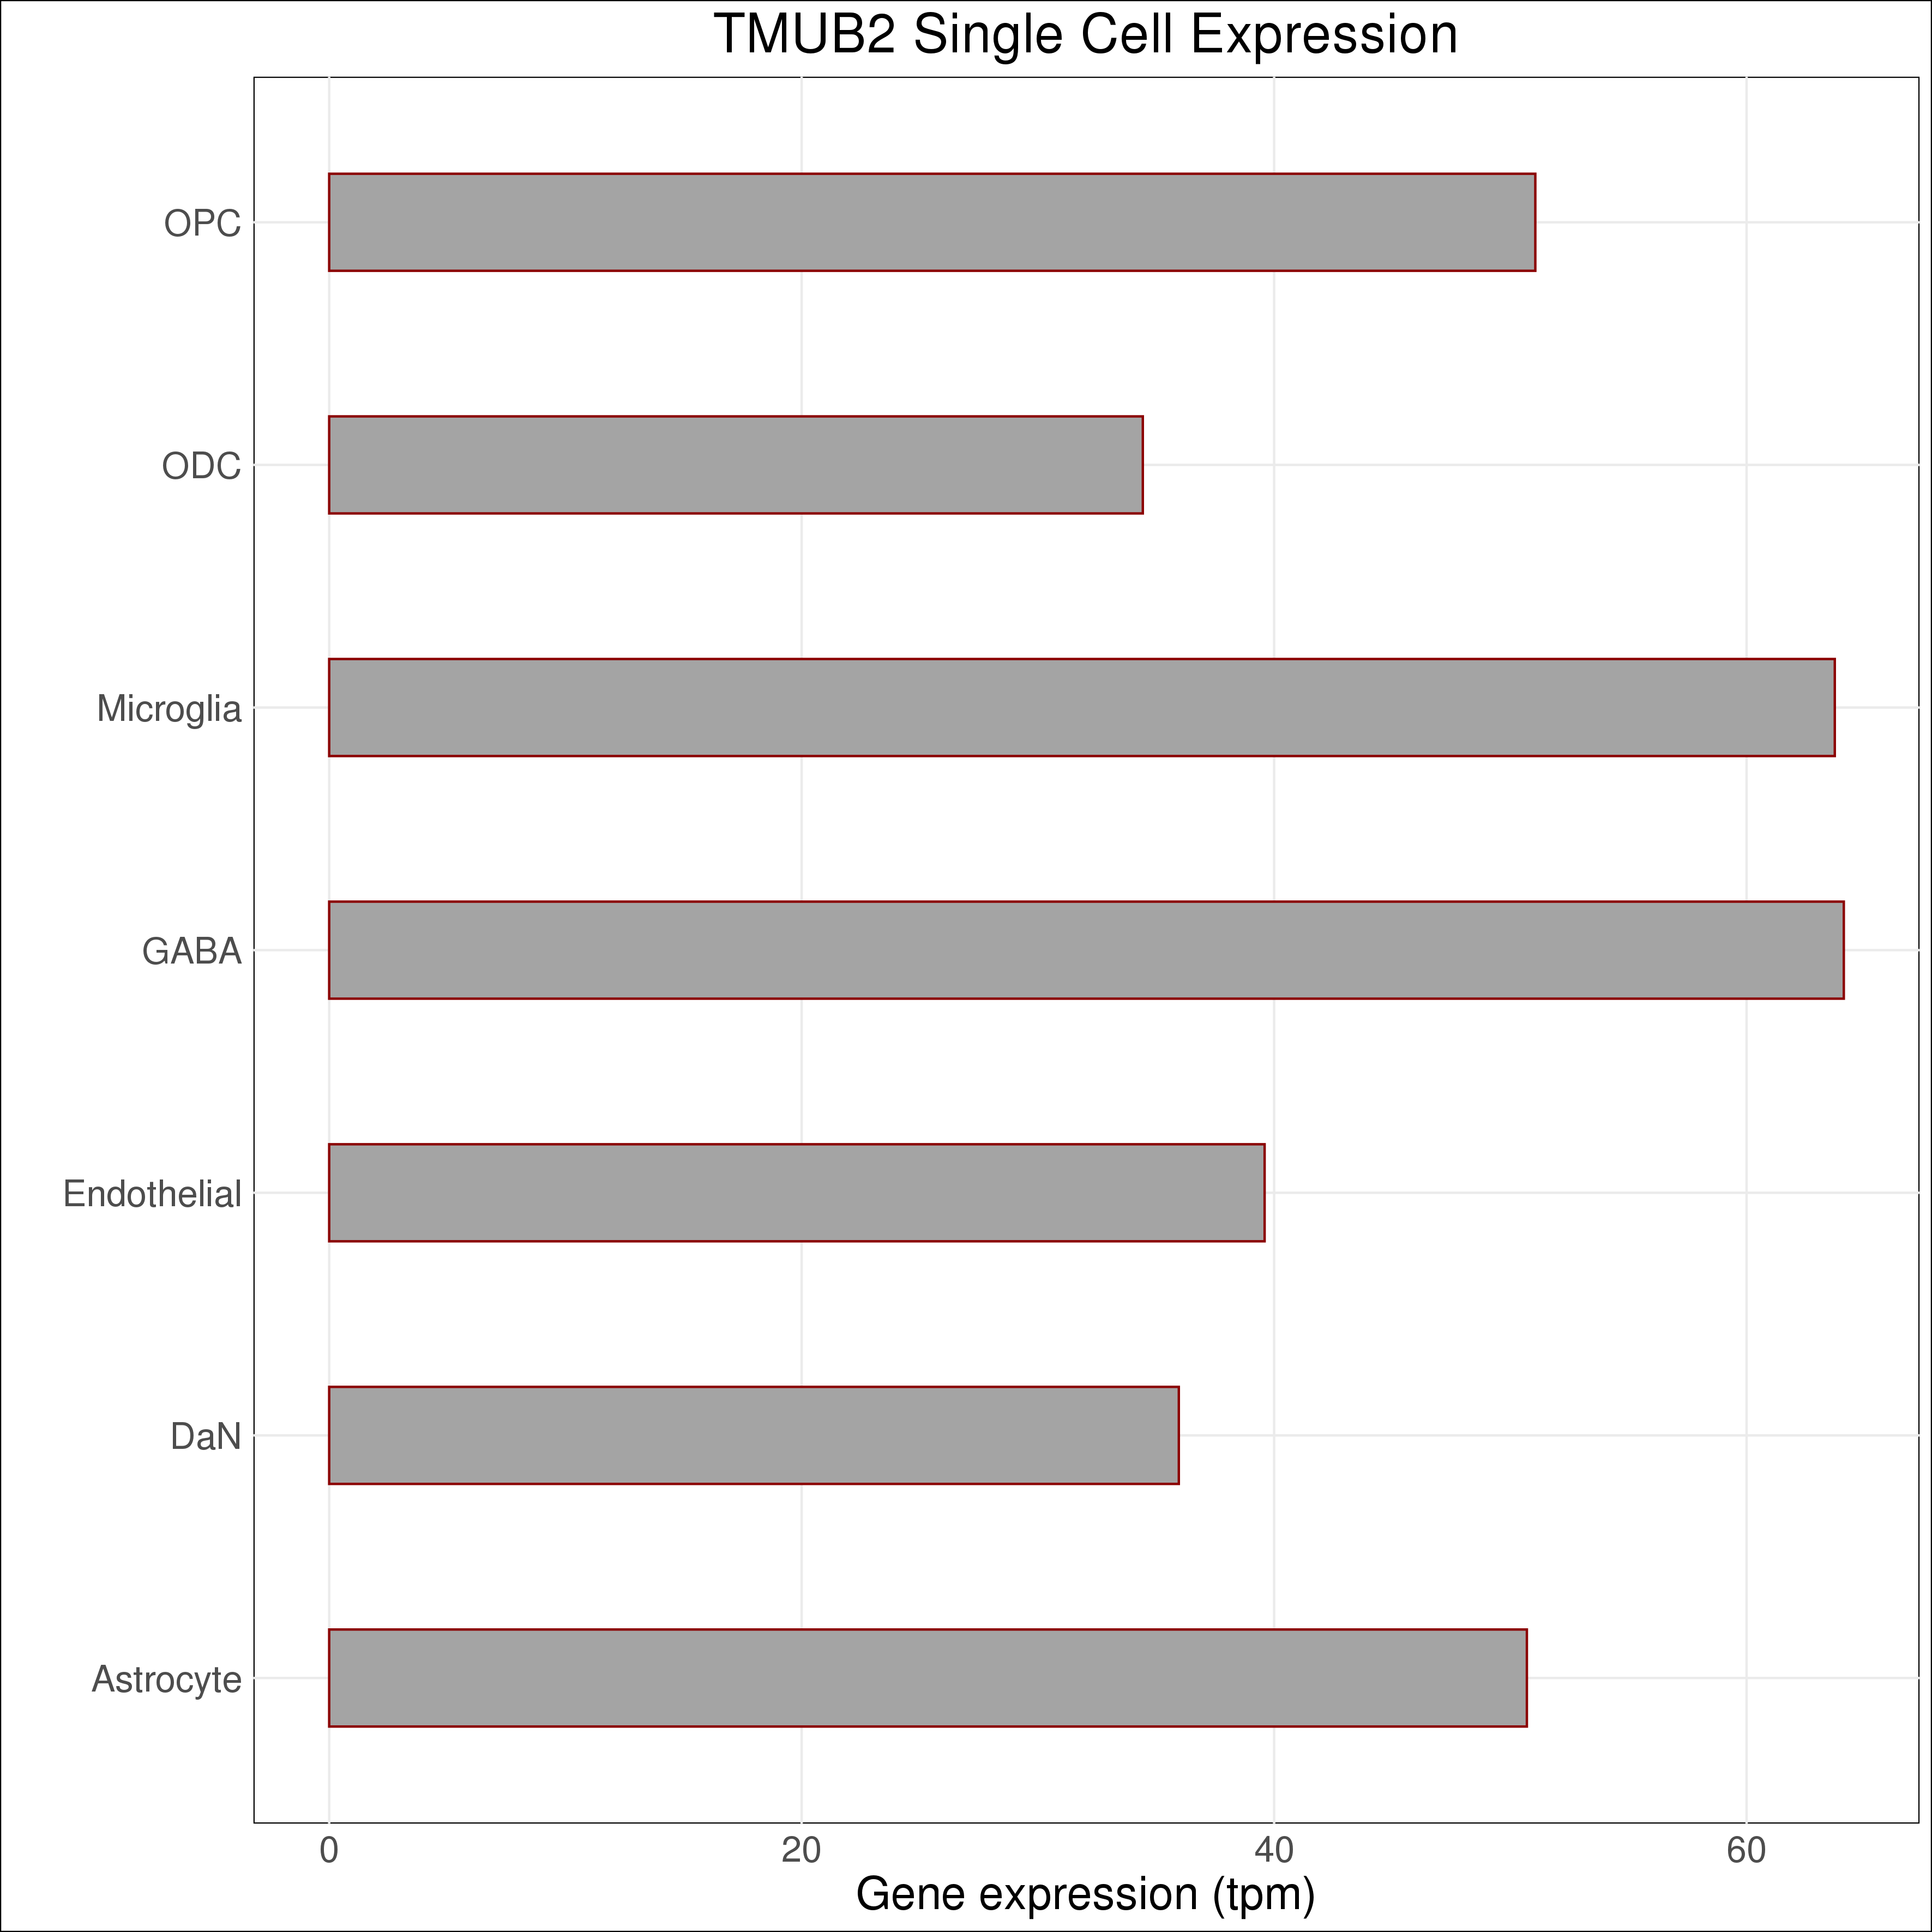 TMUB2 Single Cell Expression
OPC
ODC
Microglia
GABA
Endothelial
DaN
Astrocyte
0 20 40 60
Gene expression (tpm)